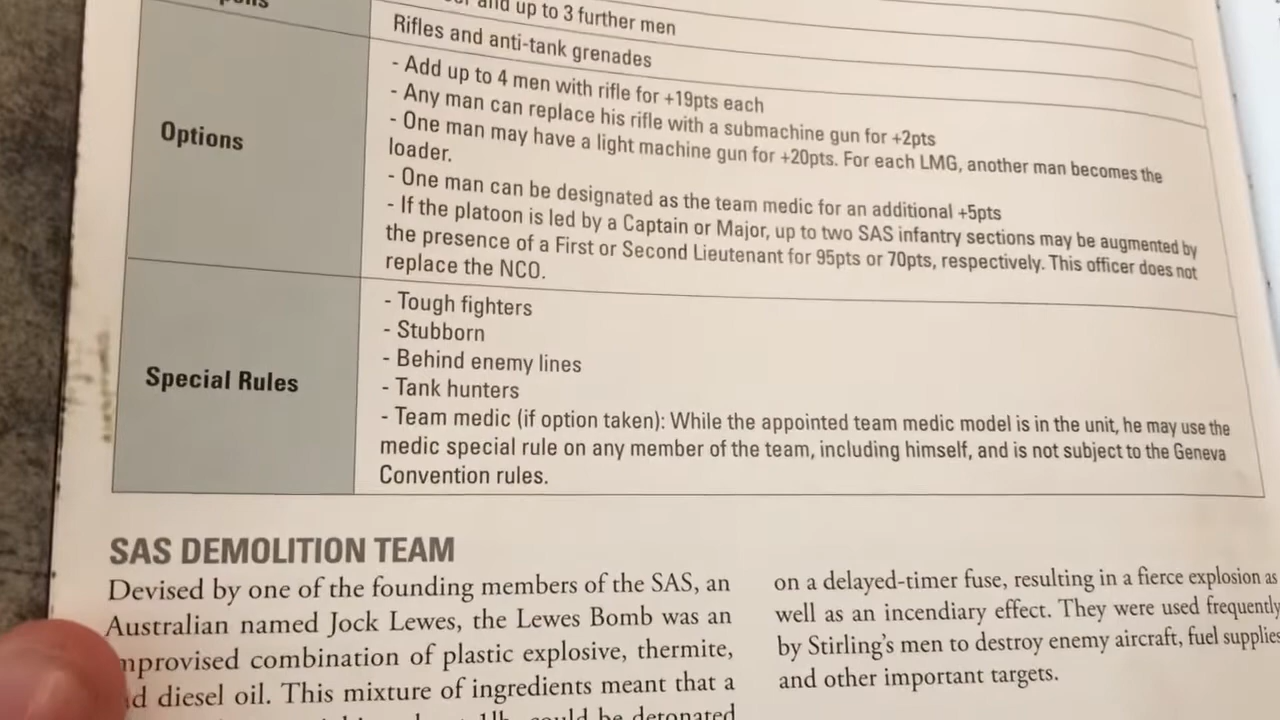 and up to 3 further men
Rifles and anti-tank grenades
Options
- Add up to 4 men with rifle for +19pts each
- Any man can replace his rifle with a submachine gun for +2pts
- One man may have a light machine gun for +20pts. For each LMG, another man becomes the
loader.
- One man can be designated as the team medic for an additional +5pts
- If the platoon is led by a Captain or Major, up to two SAS infantry sections may be augmented by
the presence of a First or Second Lieutenant for 95pts or 70pts, respectively. This officer does not
replace the NCO.
Special Rules
- Tough fighters
- Stubborn
- Behind enemy lines
- Tank hunters
- Team medic (if option taken): While the appointed team medic model is in the unit, he may use the
medic special rule on any member of the team, including himself, and is not subject to the Geneva
Convention rules.
SAS DEMOLITION TEAM
Devised by one of the founding members of the SAS, an
Australian named Jock Lewes, the Lewes Bomb was an
mprovised combination of plastic explosive, thermite,
d diesel oil. This mixture of ingredients meant that a
could be detonated
on a delayed-timer fuse, resulting in a fierce explosion as
well as an incendiary effect. They were used frequently
by Stirling's men to destroy enemy aircraft, fuel supplies
and other important targets.